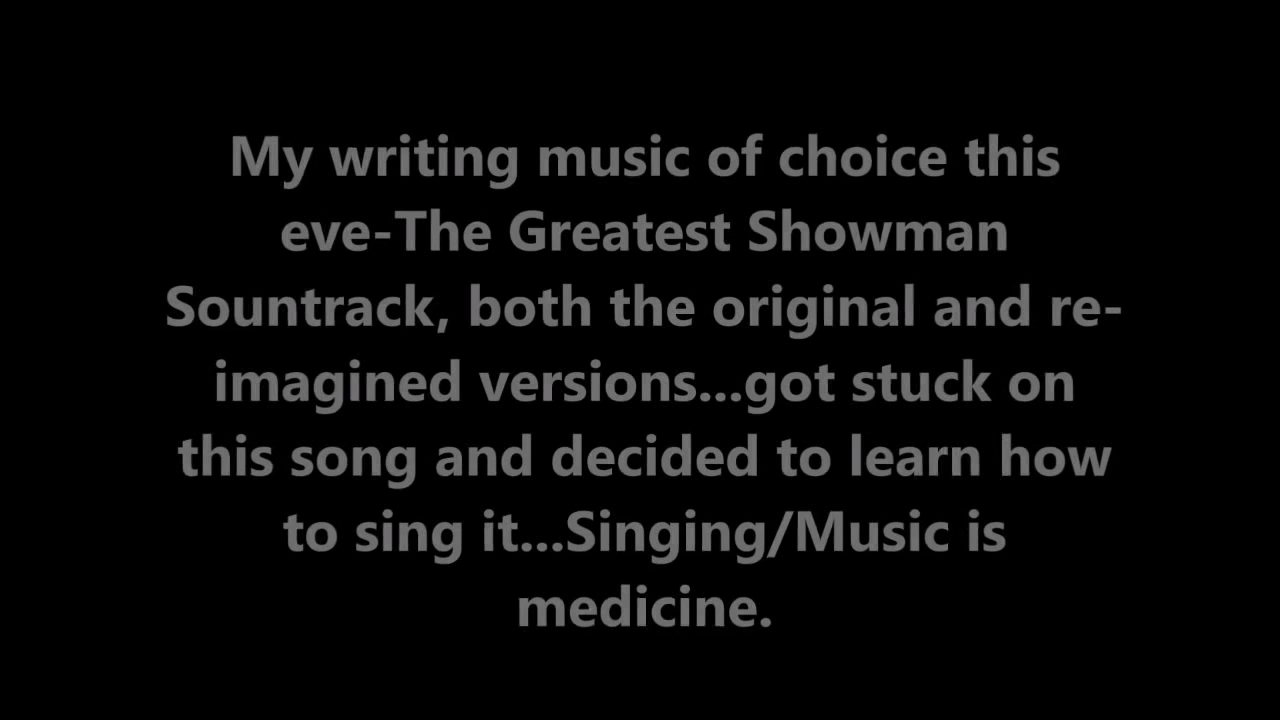 My writing music of choice this
eve-The Greatest Showman
Sountrack, both the original and re-
imagined versions...got stuck on
this song and decided to learn how
to sing it...Singing/Music is
medicine.